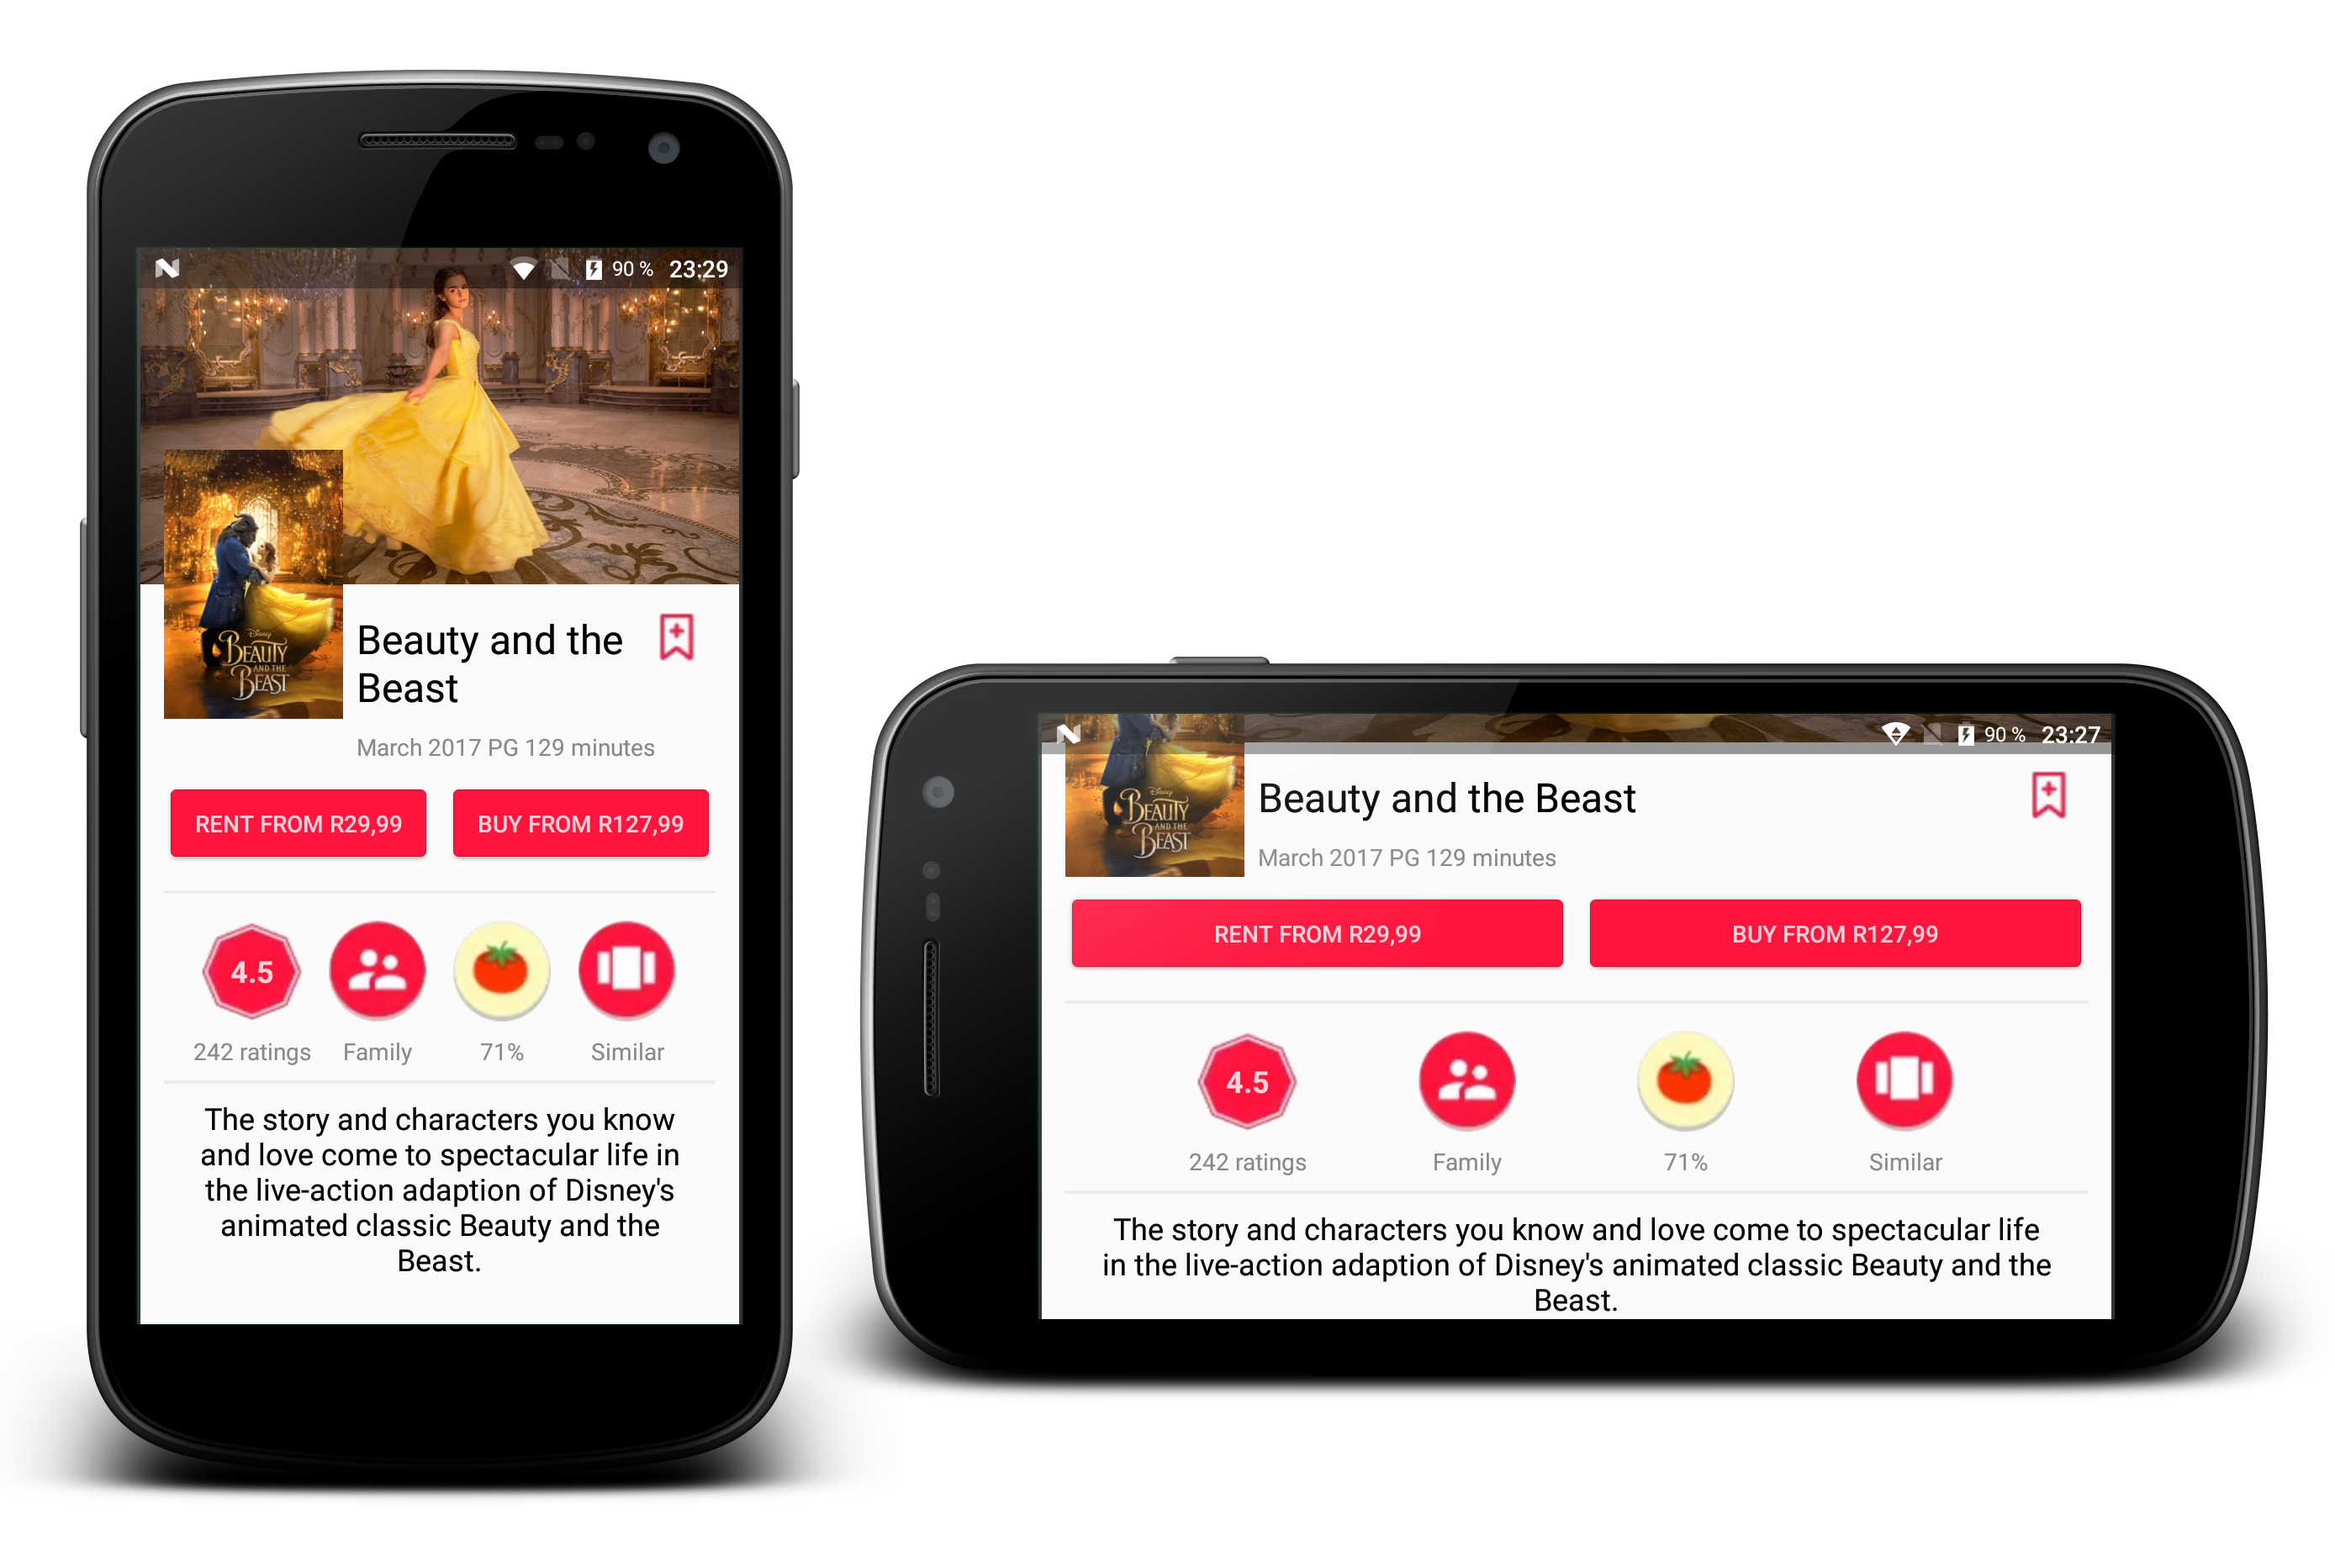 90 % 23:29
Disney
BEAUTY
AND THE
BEAST
Beauty and the
Beast
March 2017 PG 129 minutes
RENT FROM R29,99 BUY FROM R127,99
4.5
242 ratings Family 71% Similar
The story and characters you know
and love come to spectacular life in
the live-action adaption of Disney's
animated classic Beauty and the
Beast.
90 % 23:27
Disney
BEAUTY
AND THE
BEAST
Beauty and the Beast
March 2017 PG 129 minutes
RENT FROM R29,99 BUY FROM R127,99
4.5
242 ratings Family 71% Similar
The story and characters you know and love come to spectacular life
in the live-action adaption of Disney's animated classic Beauty and the
Beast.